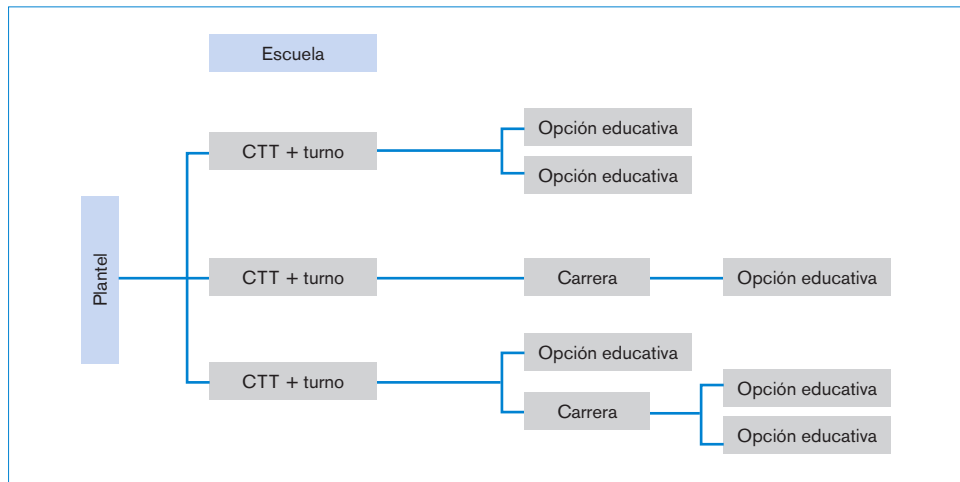 Escuela
Plantel
CTT + turno
Opción educativa
Opción educativa
CTT + turno
Carrera
Opción educativa
CTT + turno
Opción educativa
Carrera
Opción educativa
Opción educativa